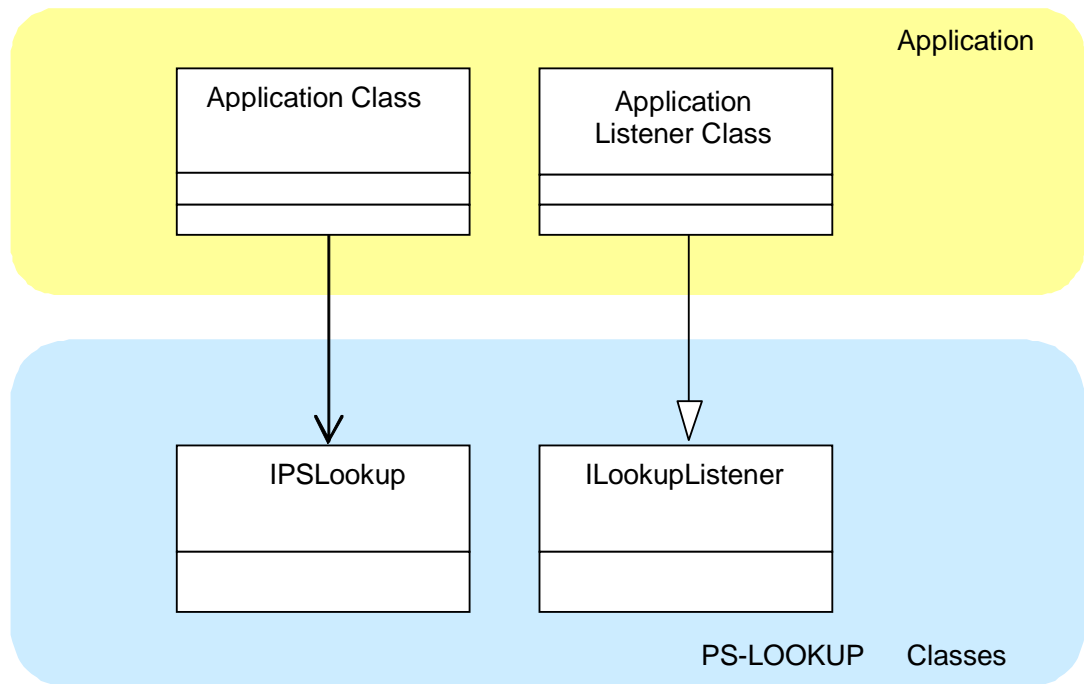 Application
Application Class
Application
Listener Class
IPSLookup
ILookupListener
PS-LOOKUP Classes